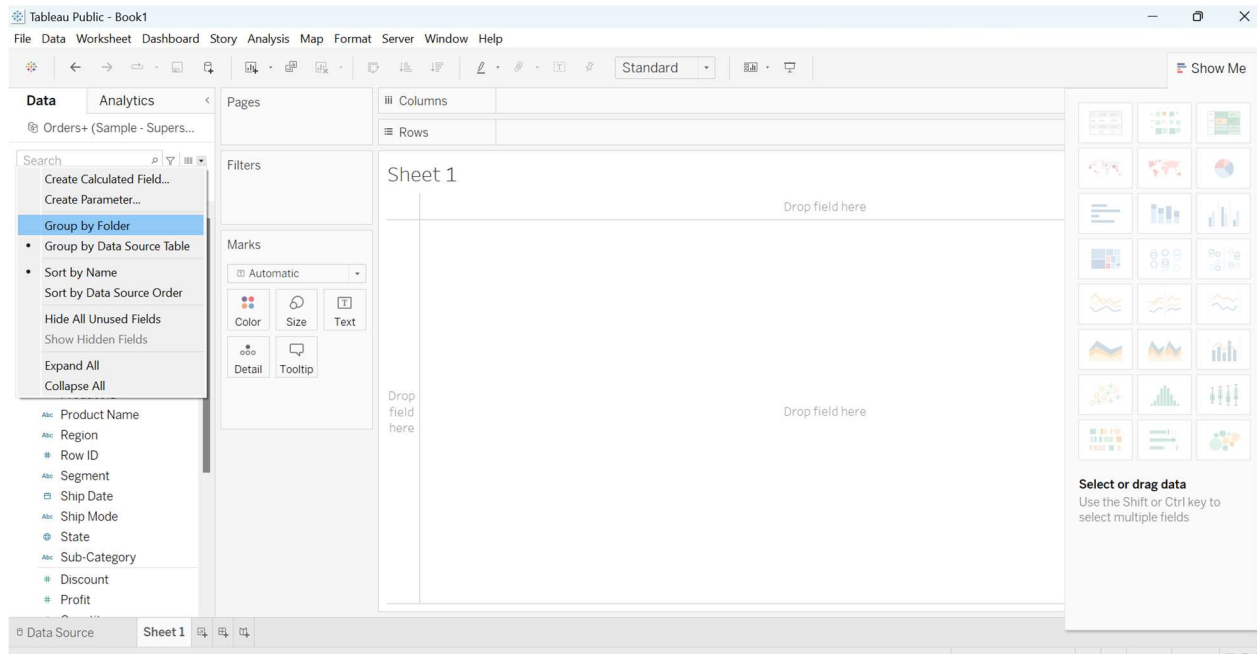 Tableau Public - Book1
File Data Worksheet Dashboard Story Analysis Map Format Server Window Help
Standard
Show Me
Data Analytics
Pages
Columns
Orders+ (Sample - Supers...
Rows
Search
Create Calculated Field...
Create Parameter...
Group by Folder
Group by Data Source Table
Sort by Name
Sort by Data Source Order
Hide All Unused Fields
Show Hidden Fields
Expand All
Collapse All
Abc Product Name
Abc Region
# Row ID
Abc Segment
Ship Date
Abc Ship Mode
State
Abc Sub-Category
# Discount
# Profit
Filters
Marks
Automatic
Color Size Text
Detail Tooltip
Sheet 1
Drop field here
Drop
field
here
Drop field here
Select or drag data
Use the Shift or Ctrl key to
select multiple fields
Data Source Sheet 1